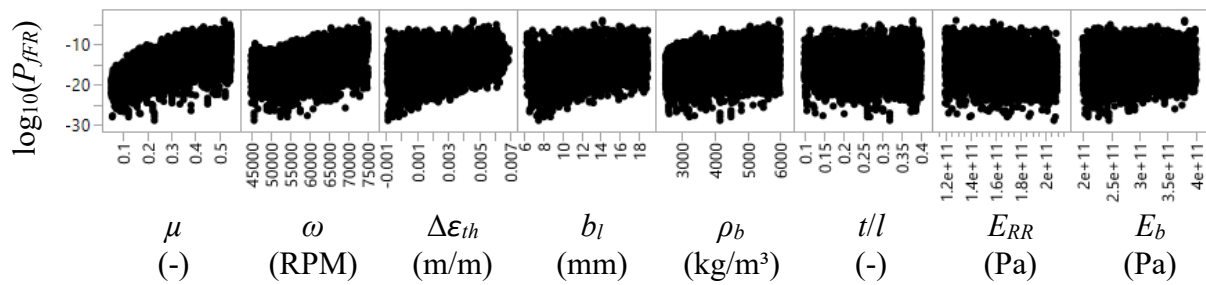 log10(PfFR)
-10
-20
-30
0.1 0.2 0.3 0.4 0.5
45000 50000 55000 60000 65000 70000 75000
-0.001 0.001 0.003 0.005 0.007
6 8 10 12 14 16 18
3000 4000 5000 6000
0.1 0.15 0.2 0.25 0.3 0.35 0.4
1.2e+11 1.4e+11 1.6e+11 1.8e+11 2e+11
2e+11 2.5e+11 3e+11 3.5e+11 4e+11
μ ω Δεth bl ρb t/l ERR Eb
(-) (RPM) (m/m) (mm) (kg/m³) (-) (Pa) (Pa)